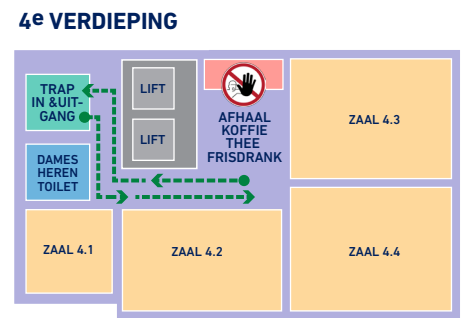 4e VERDIEPING
TRAP
IN &UIT-
GANG
LIFT
LIFT
AFHAAL
KOFFIE
THEE
FRISDRANK
ZAAL 4.3
DAMES
HEREN
TOILET
ZAAL 4.1
ZAAL 4.2
ZAAL 4.4